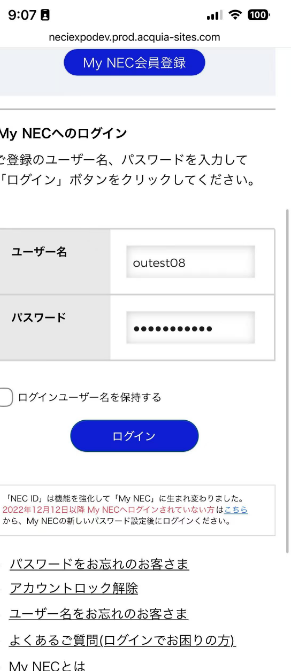 9:07
100
neciexpodev.prod.acquia-sites.com
My NEC会員登録
My NECへのログイン
ご登録のユーザー名、パスワードを入力して
「ログイン」ボタンをクリックしてください。
ユーザー名
outest08
パスワード
•••••••••••
ログインユーザー名を保持する
ログイン
「NEC ID」は機能を強化して「My NEC」に生まれ変わりました。
2022年12月12日以降 My NECへログインされていない方はこちら
から、My NECの新しいパスワード設定後にログインください。
パスワードをお忘れのお客さま
アカウントロック解除
ユーザー名をお忘れのお客さま
よくあるご質問(ログインでお困りの方)
My NECとは